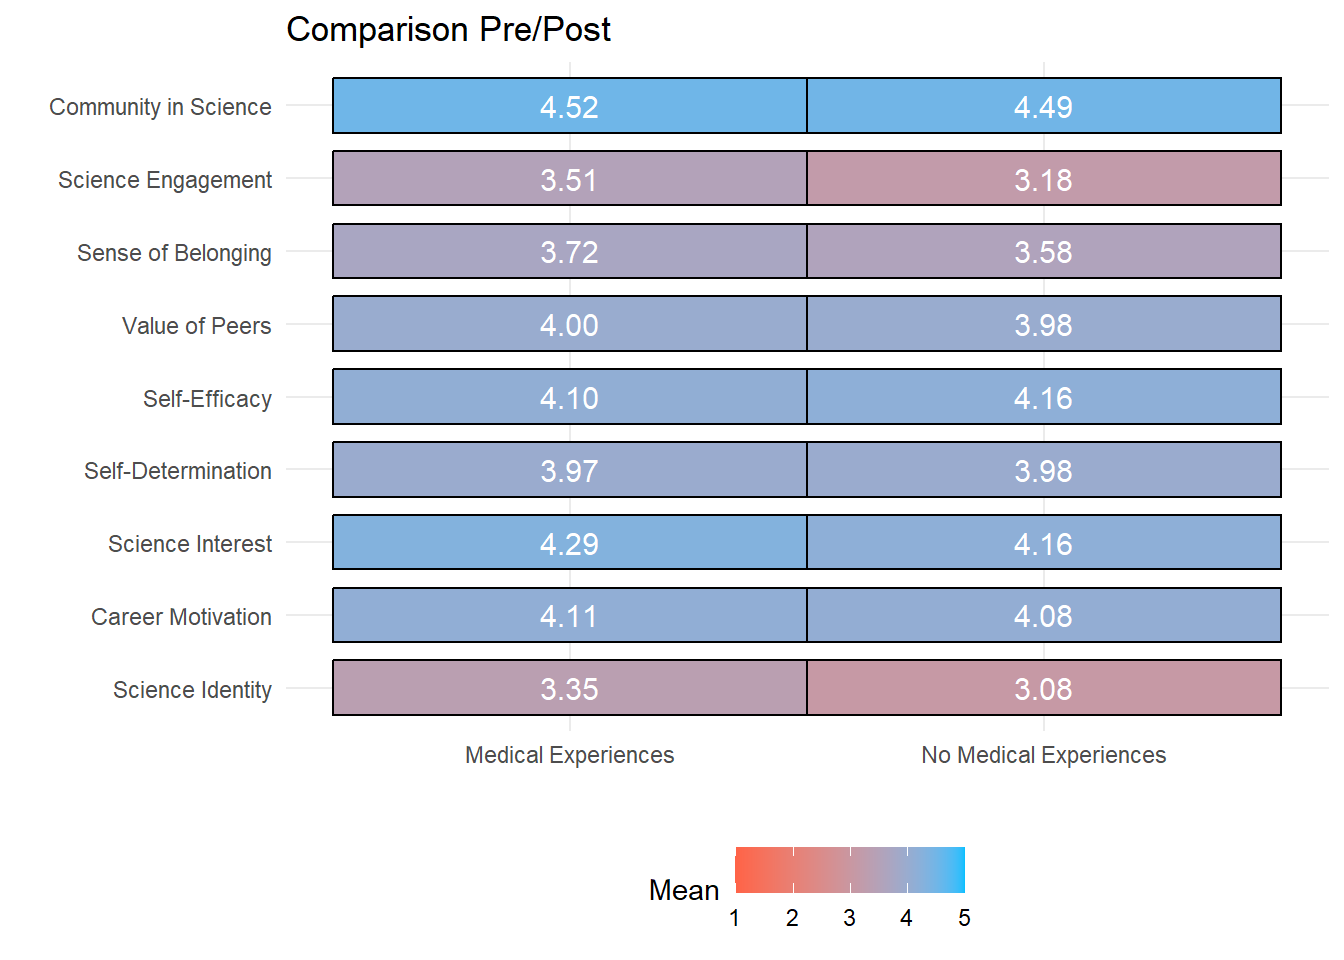 Comparison Pre/Post
Community in Science 4.52 4.49
Science Engagement 3.51 3.18
Sense of Belonging 3.72 3.58
Value of Peers 4.00 3.98
Self-Efficacy 4.10 4.16
Self-Determination 3.97 3.98
Science Interest 4.29 4.16
Career Motivation 4.11 4.08
Science Identity 3.35 3.08
Medical Experiences No Medical Experiences
Mean
1 2 3 4 5